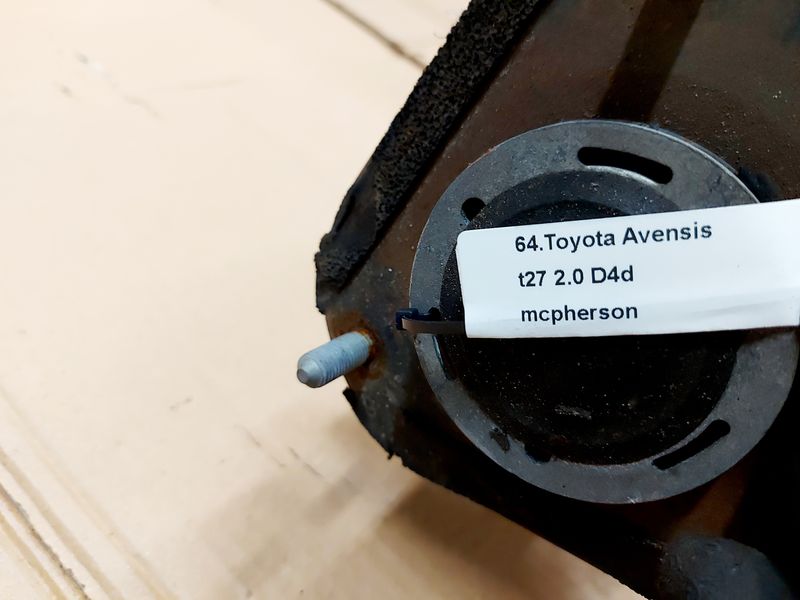 64.Toyota Avensis
t27 2.0 D4d
mcpherson